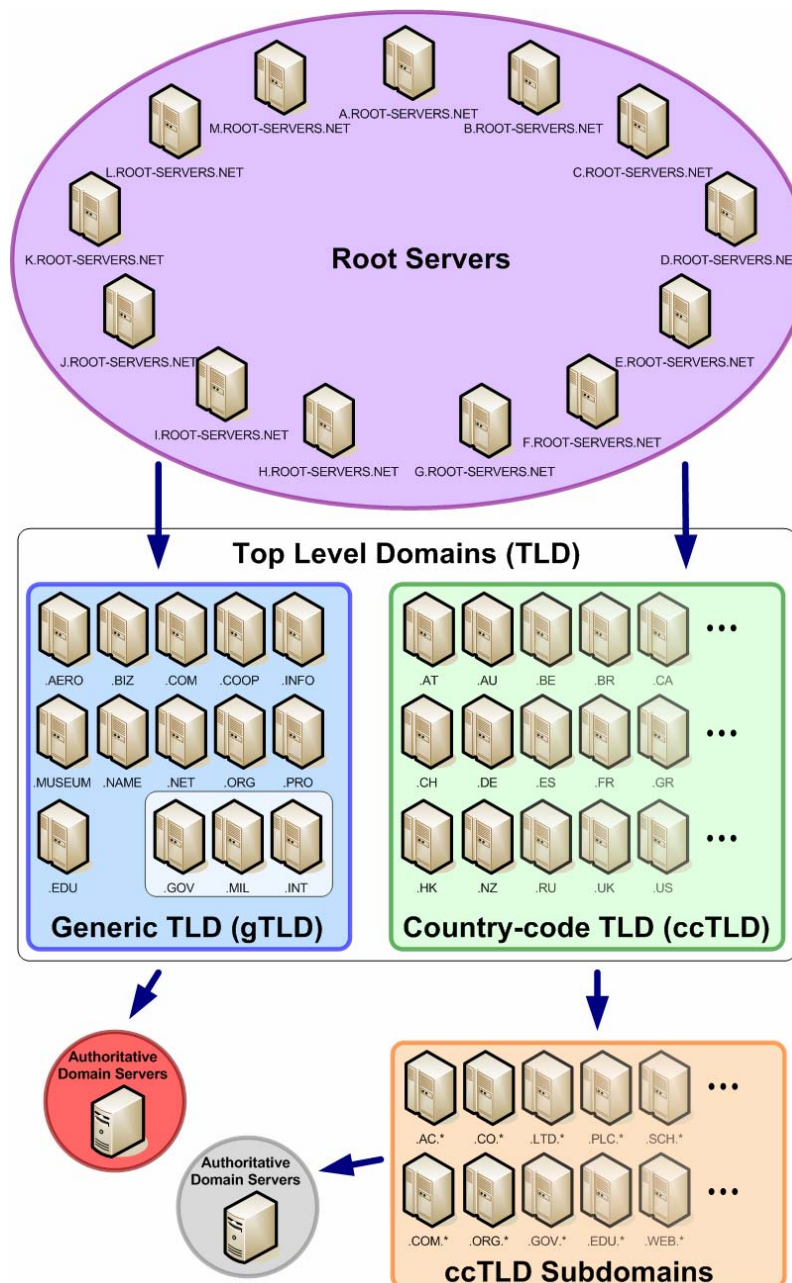 A.ROOT-SERVERS.NET
M.ROOT-SERVERS.NET
B.ROOT-SERVERS.NET
L.ROOT-SERVERS.NET
C.ROOT-SERVERS.NET
Root Servers
K.ROOT-SERVERS.NET
D.ROOT-SERVERS.NE
J.ROOT-SERVERS.NET
E.ROOT-SERVERS.NET
I.ROOT-SERVERS.NET
F.ROOT-SERVERS.NET
H.ROOT-SERVERS.NET
G.ROOT-SERVERS.NET
Top Level Domains (TLD)
.AERO .BIZ .COM .COOP .INFO
.MUSEUM .NAME .NET .ORG .PRO
.EDU .GOV .MIL .INT
Generic TLD (gTLD)
.AT .AU .BE .BR .CA ...
.CH .DE .ES .FR .GR ...
.HK .NZ .RU .UK .US ...
Country-code TLD (ccTLD)
Authoritative
Domain Servers
Authoritative
Domain Servers
.AC.* .CO.* .LTD.* .PLC.* .SCH.* ...
.COM.* .ORG.* .GOV.* .EDU.* .WEB.* ...
ccTLD Subdomains